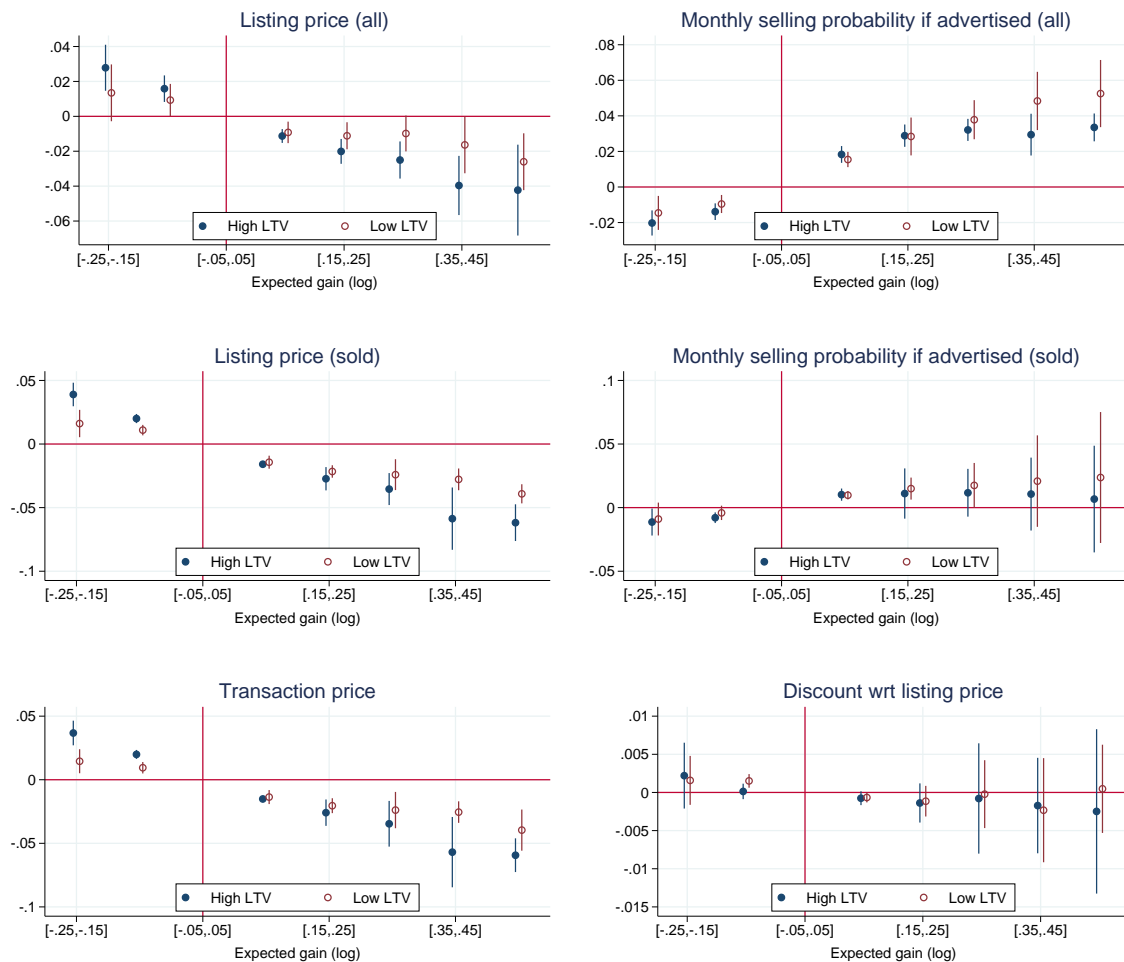 Listing price (all)
.04
.02
0
-.02
-.04
-.06
High LTV
Low LTV
[-.25,-.15]
[-.05,.05]
[.15,.25]
[.35,.45]
Expected gain (log)
Monthly selling probability if advertised (all)
.08
.06
.04
.02
0
-.02
High LTV
Low LTV
[-.25,-.15]
[-.05,.05]
[.15,.25]
[.35,.45]
Expected gain (log)
Listing price (sold)
.05
0
-.05
-.1
High LTV
Low LTV
[-.25,-.15]
[-.05,.05]
[.15,.25]
[.35,.45]
Expected gain (log)
Monthly selling probability if advertised (sold)
.1
.05
0
-.05
High LTV
Low LTV
[-.25,-.15]
[-.05,.05]
[.15,.25]
[.35,.45]
Expected gain (log)
Transaction price
.05
0
-.05
-.1
High LTV
Low LTV
[-.25,-.15]
[-.05,.05]
[.15,.25]
[.35,.45]
Expected gain (log)
Discount wrt listing price
.01
.005
0
-.005
-.01
-.015
High LTV
Low LTV
[-.25,-.15]
[-.05,.05]
[.15,.25]
[.35,.45]
Expected gain (log)